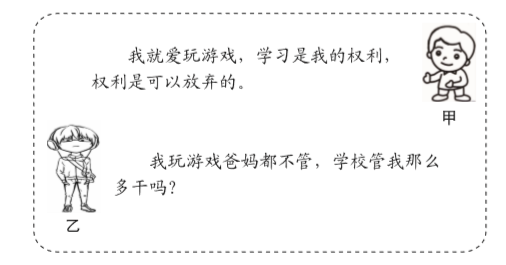 我就爱玩游戏，学习是我的权利，
权利是可以放弃的。
甲
我玩游戏爸妈都不管，学校管我那么
多干吗？
乙